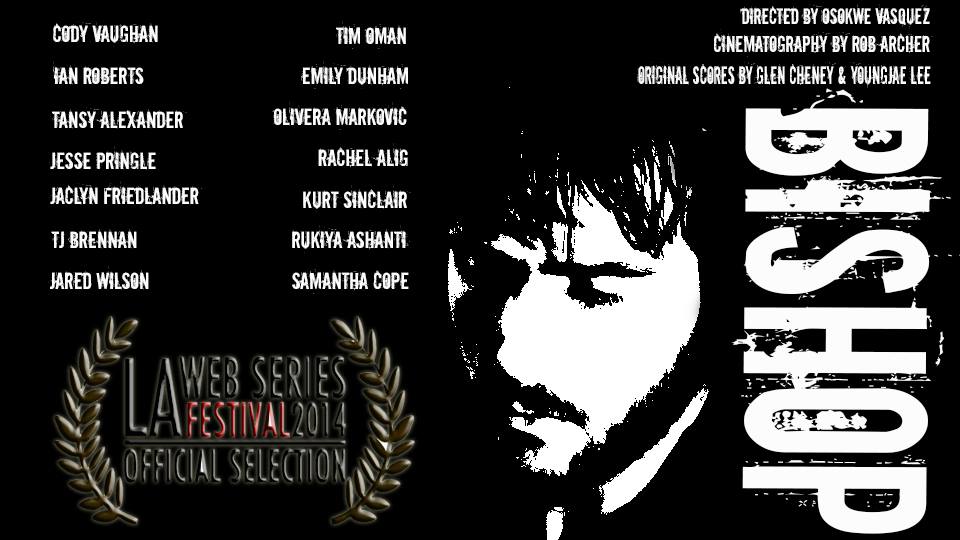 CODY VAUGHAN
IAN ROBERTS
TANSY ALEXANDER
JESSE PRINGLE
JACLYN FRIEDLANDER
TJ BRENNAN
JARED WILSON
TIM OMAN
EMILY DUNHAM
OLIVERA MARKOVIC
RACHEL ALIG
KURT SINCLAIR
RUKIYA ASHANTI
SAMANTHA COPE
LA WEB SERIES
FESTIVAL 2014
OFFICIAL SELECTION
DIRECTED BY OSOKWE VASQUEZ
CINEMATOGRAPHY BY ROB ARCHER
ORIGINAL SCORES BY GLEN CHENEY & YOUNGJAE LEE
BISHOP